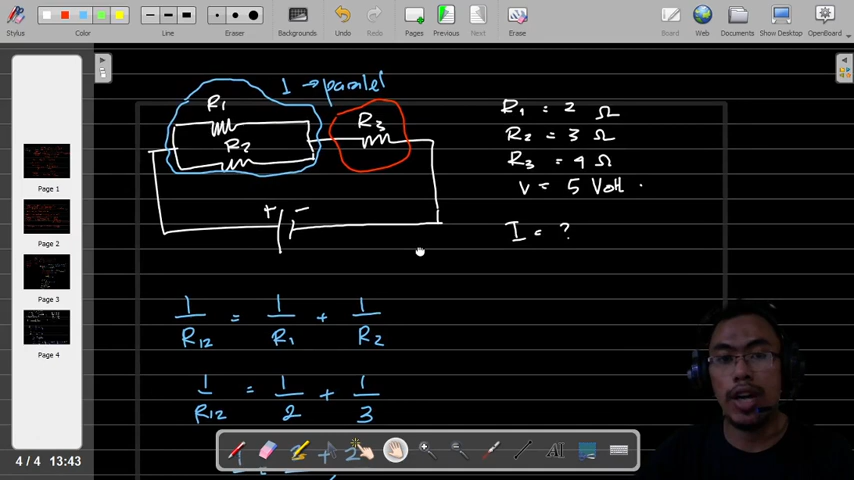 Stylus
Color
Line
Eraser
Backgrounds
Undo
Redo
Pages
Previous
Next
Erase
Board
Web
Documents
Show Desktop
OpenBoard
1 → paralel
R1
R2
R3
+ -
R1 = 2 Ω
R2 = 3 Ω
R3 = 4 Ω
V = 5 Volt
I = ?
1/R12 = 1/R1 + 1/R2
1/R12 = 1/2 + 1/3
Page 1
Page 2
Page 3
Page 4
4 / 4 13:43